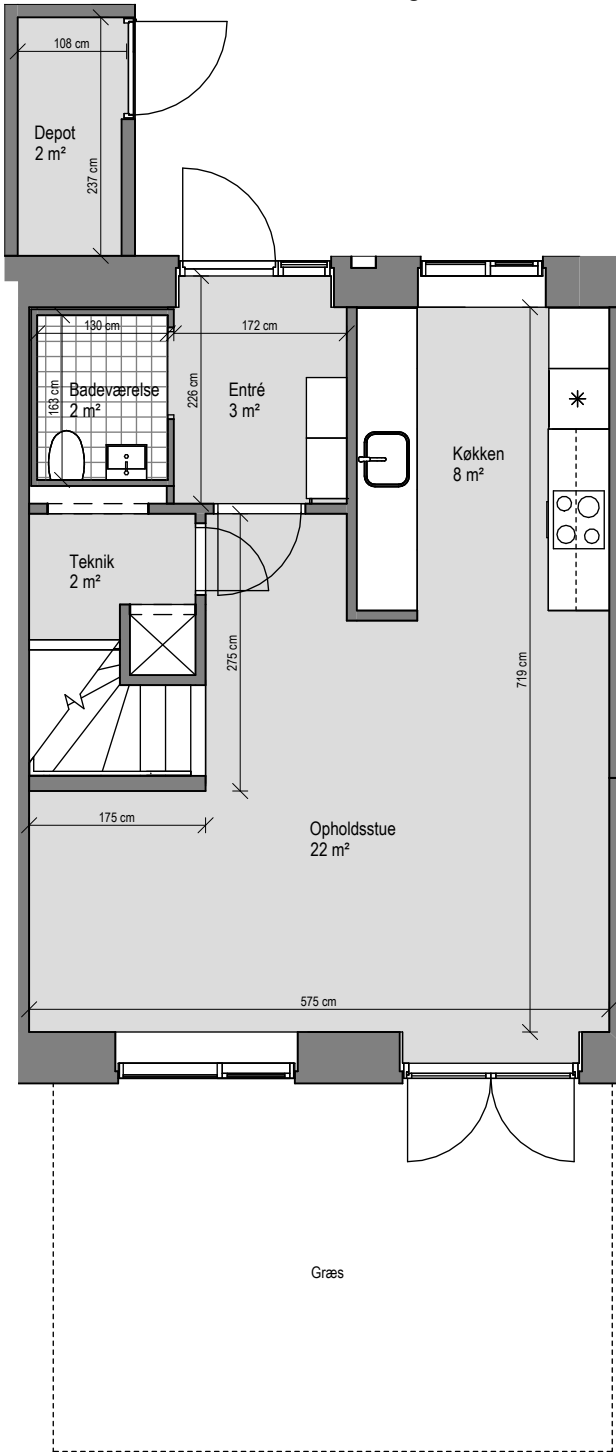 108 cm
Depot
2 m²
237 cm
130 cm
172 cm
163 cm
Badeværelse
2 m²
226 cm
Entré
3 m²
Køkken
8 m²
Teknik
2 m²
275 cm
719 cm
175 cm
Opholdsstue
22 m²
575 cm
Græs